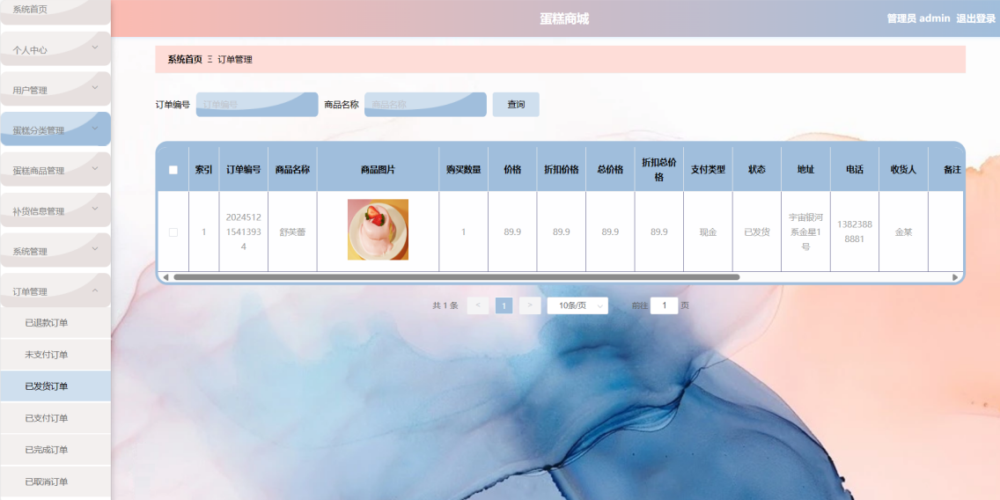 蛋糕商城
管理员 admin 退出登录
系统首页
个人中心
用户管理
蛋糕分类管理
蛋糕商品管理
补货信息管理
系统管理
订单管理
已退款订单
未支付订单
已发货订单
已支付订单
已完成订单
已取消订单
系统首页 Ξ 订单管理
订单编号 订单编号 商品名称 商品名称 查询
索引 订单编号 商品名称 商品图片 购买数量 价格 折扣价格 总价格 折扣总价
格 支付类型 状态 地址 电话 收货人 备注
1 2024512
1541393
4 舒芙蕾 1 89.9 89.9 89.9 89.9 现金 已发货 宇宙银河
系金星1
号 1382388
8881 金某
共 1 条 < 1 > 10条/页 前往 1 页